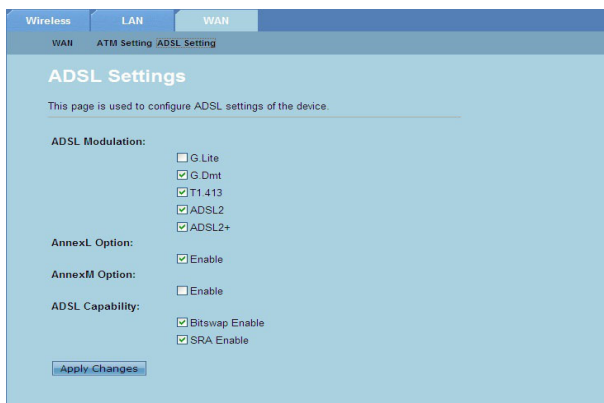 Wireless LAN WAN
WAN ATM Setting ADSL Setting
ADSL Settings
This page is used to configure ADSL settings of the device.
ADSL Modulation:
G.Lite
G.Dmt
T1.413
ADSL2
ADSL2+
AnnexL Option:
Enable
AnnexM Option:
Enable
ADSL Capability:
Bitswap Enable
SRA Enable
Apply Changes